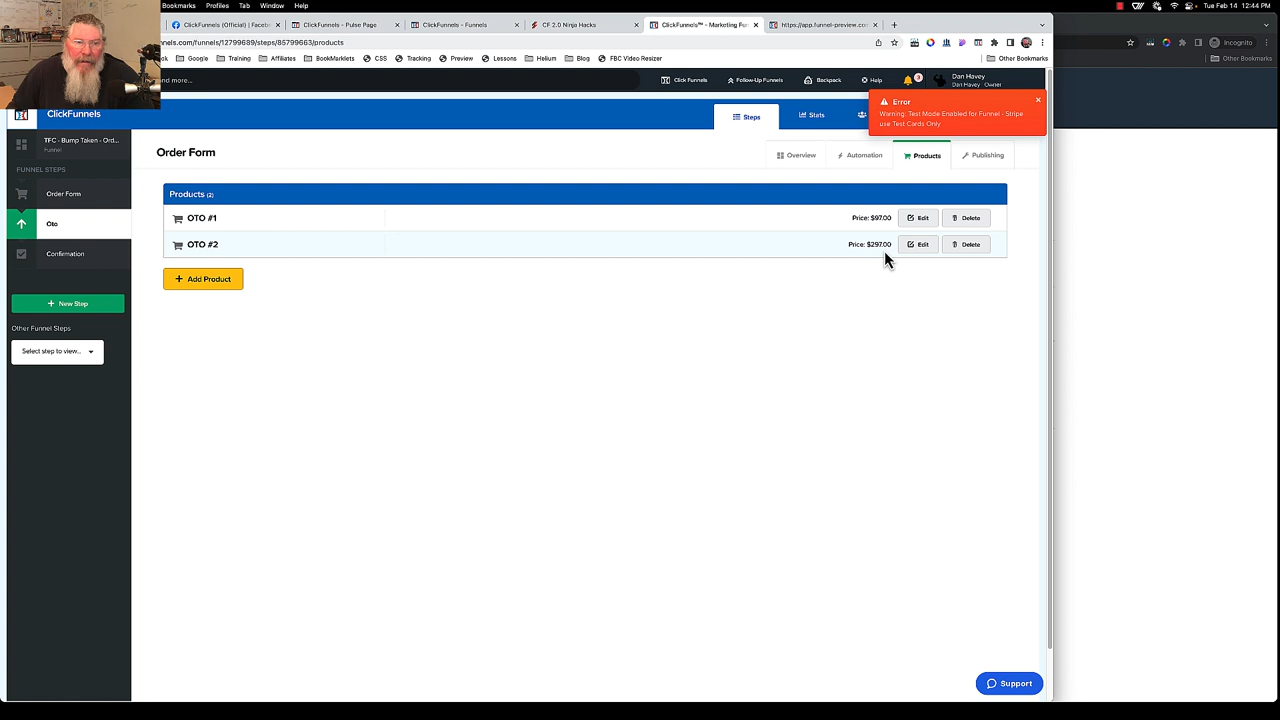 Bookmarks Profiles Tab Window Help
Tue Feb 14 12:44 PM
ClickFunnels (Official) | Faceb
ClickFunnels - Pulse Page
ClickFunnels - Funnels
CF 2.0 Ninja Hacks
ClickFunnels™ - Marketing Fun
https://app.funnel-preview.co
nels.com/funnels/12799689/steps/85799663/products
Incognito
Google Training Affiliates BookMarklets CSS Tracking Preview Lessons Helium Blog FBC Video Resizer Other Bookmarks
Other Bookmarks
and more...
Click Funnels
Follow-Up Funnels
Backpack
Help
Dan Havey
Dan Havey - Owner
ClickFunnels
Steps
Stats
Error
Warning: Test Mode Enabled for Funnel - Stripe
use Test Cards Only
TFC - Bump Taken - Ord...
Funnel
Order Form
Overview
Automation
Products
Publishing
FUNNEL STEPS
Order Form
Oto
Confirmation
New Step
Other Funnel Steps
Select step to view...
Products (2)
OTO #1 Price: $97.00 Edit Delete
OTO #2 Price: $297.00 Edit Delete
+ Add Product
Support